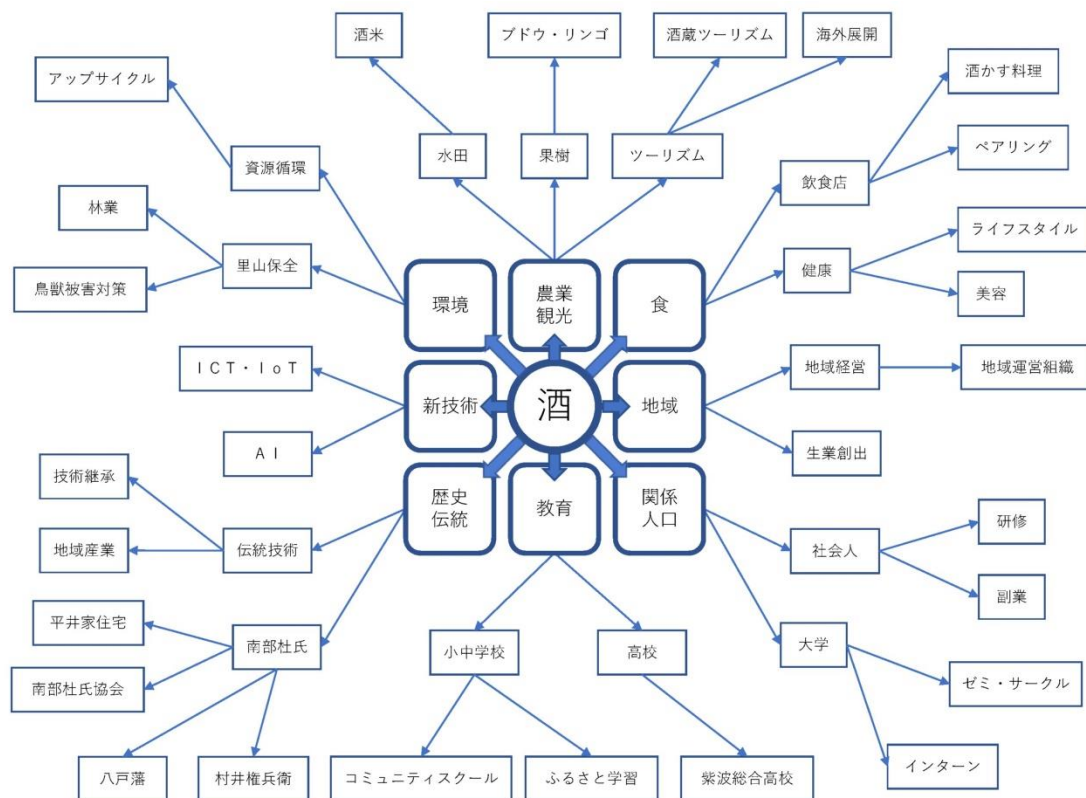 酒米
ブドウ・リンゴ
酒蔵ツーリズム
海外展開
アップサイクル
酒かす料理
水田
果樹
ツーリズム
ペアリング
資源循環
飲食店
林業
ライフスタイル
里山保全
健康
鳥獣被害対策
美容
環境
農業
観光
食
ICT・IoT
地域経営
地域運営組織
新技術
酒
地域
AI
生業創出
技術継承
歴史
伝統
教育
関係
人口
研修
地域産業
伝統技術
社会人
副業
平井家住宅
南部杜氏
小中学校
高校
大学
南部杜氏協会
ゼミ・サークル
八戸藩
村井権兵衛
コミュニティスクール
ふるさと学習
紫波総合高校
インターン